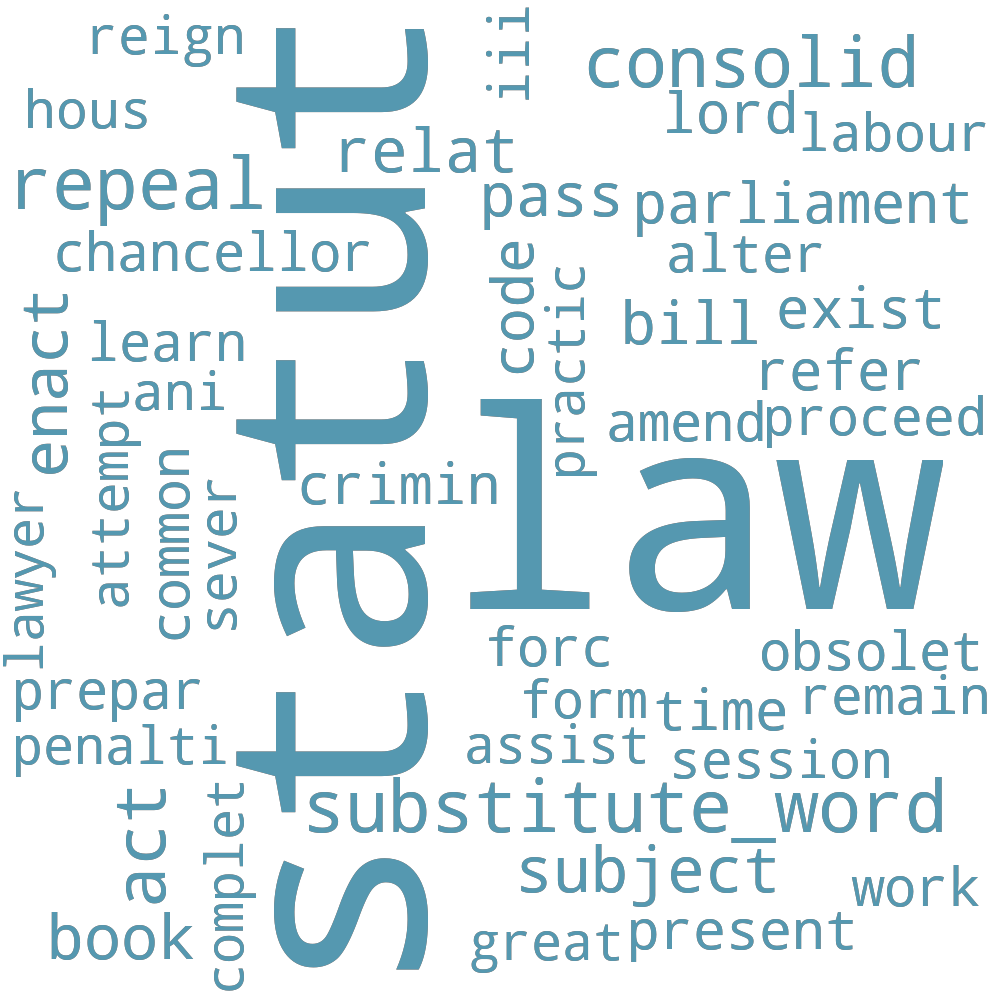 reign
iii
consolid
hous
lord
labour
relat
repeal
pass
parliament
chancellor
alter
code
practic
statut
enact
learn
bill
exist
ani
refer
attempt
amend
proceed
common
crimin
law
lawyer
sever
forc
obsolet
prepar
form
time
remain
penalti
assist
session
act
complet
substitute_word
subject
work
book
great
present